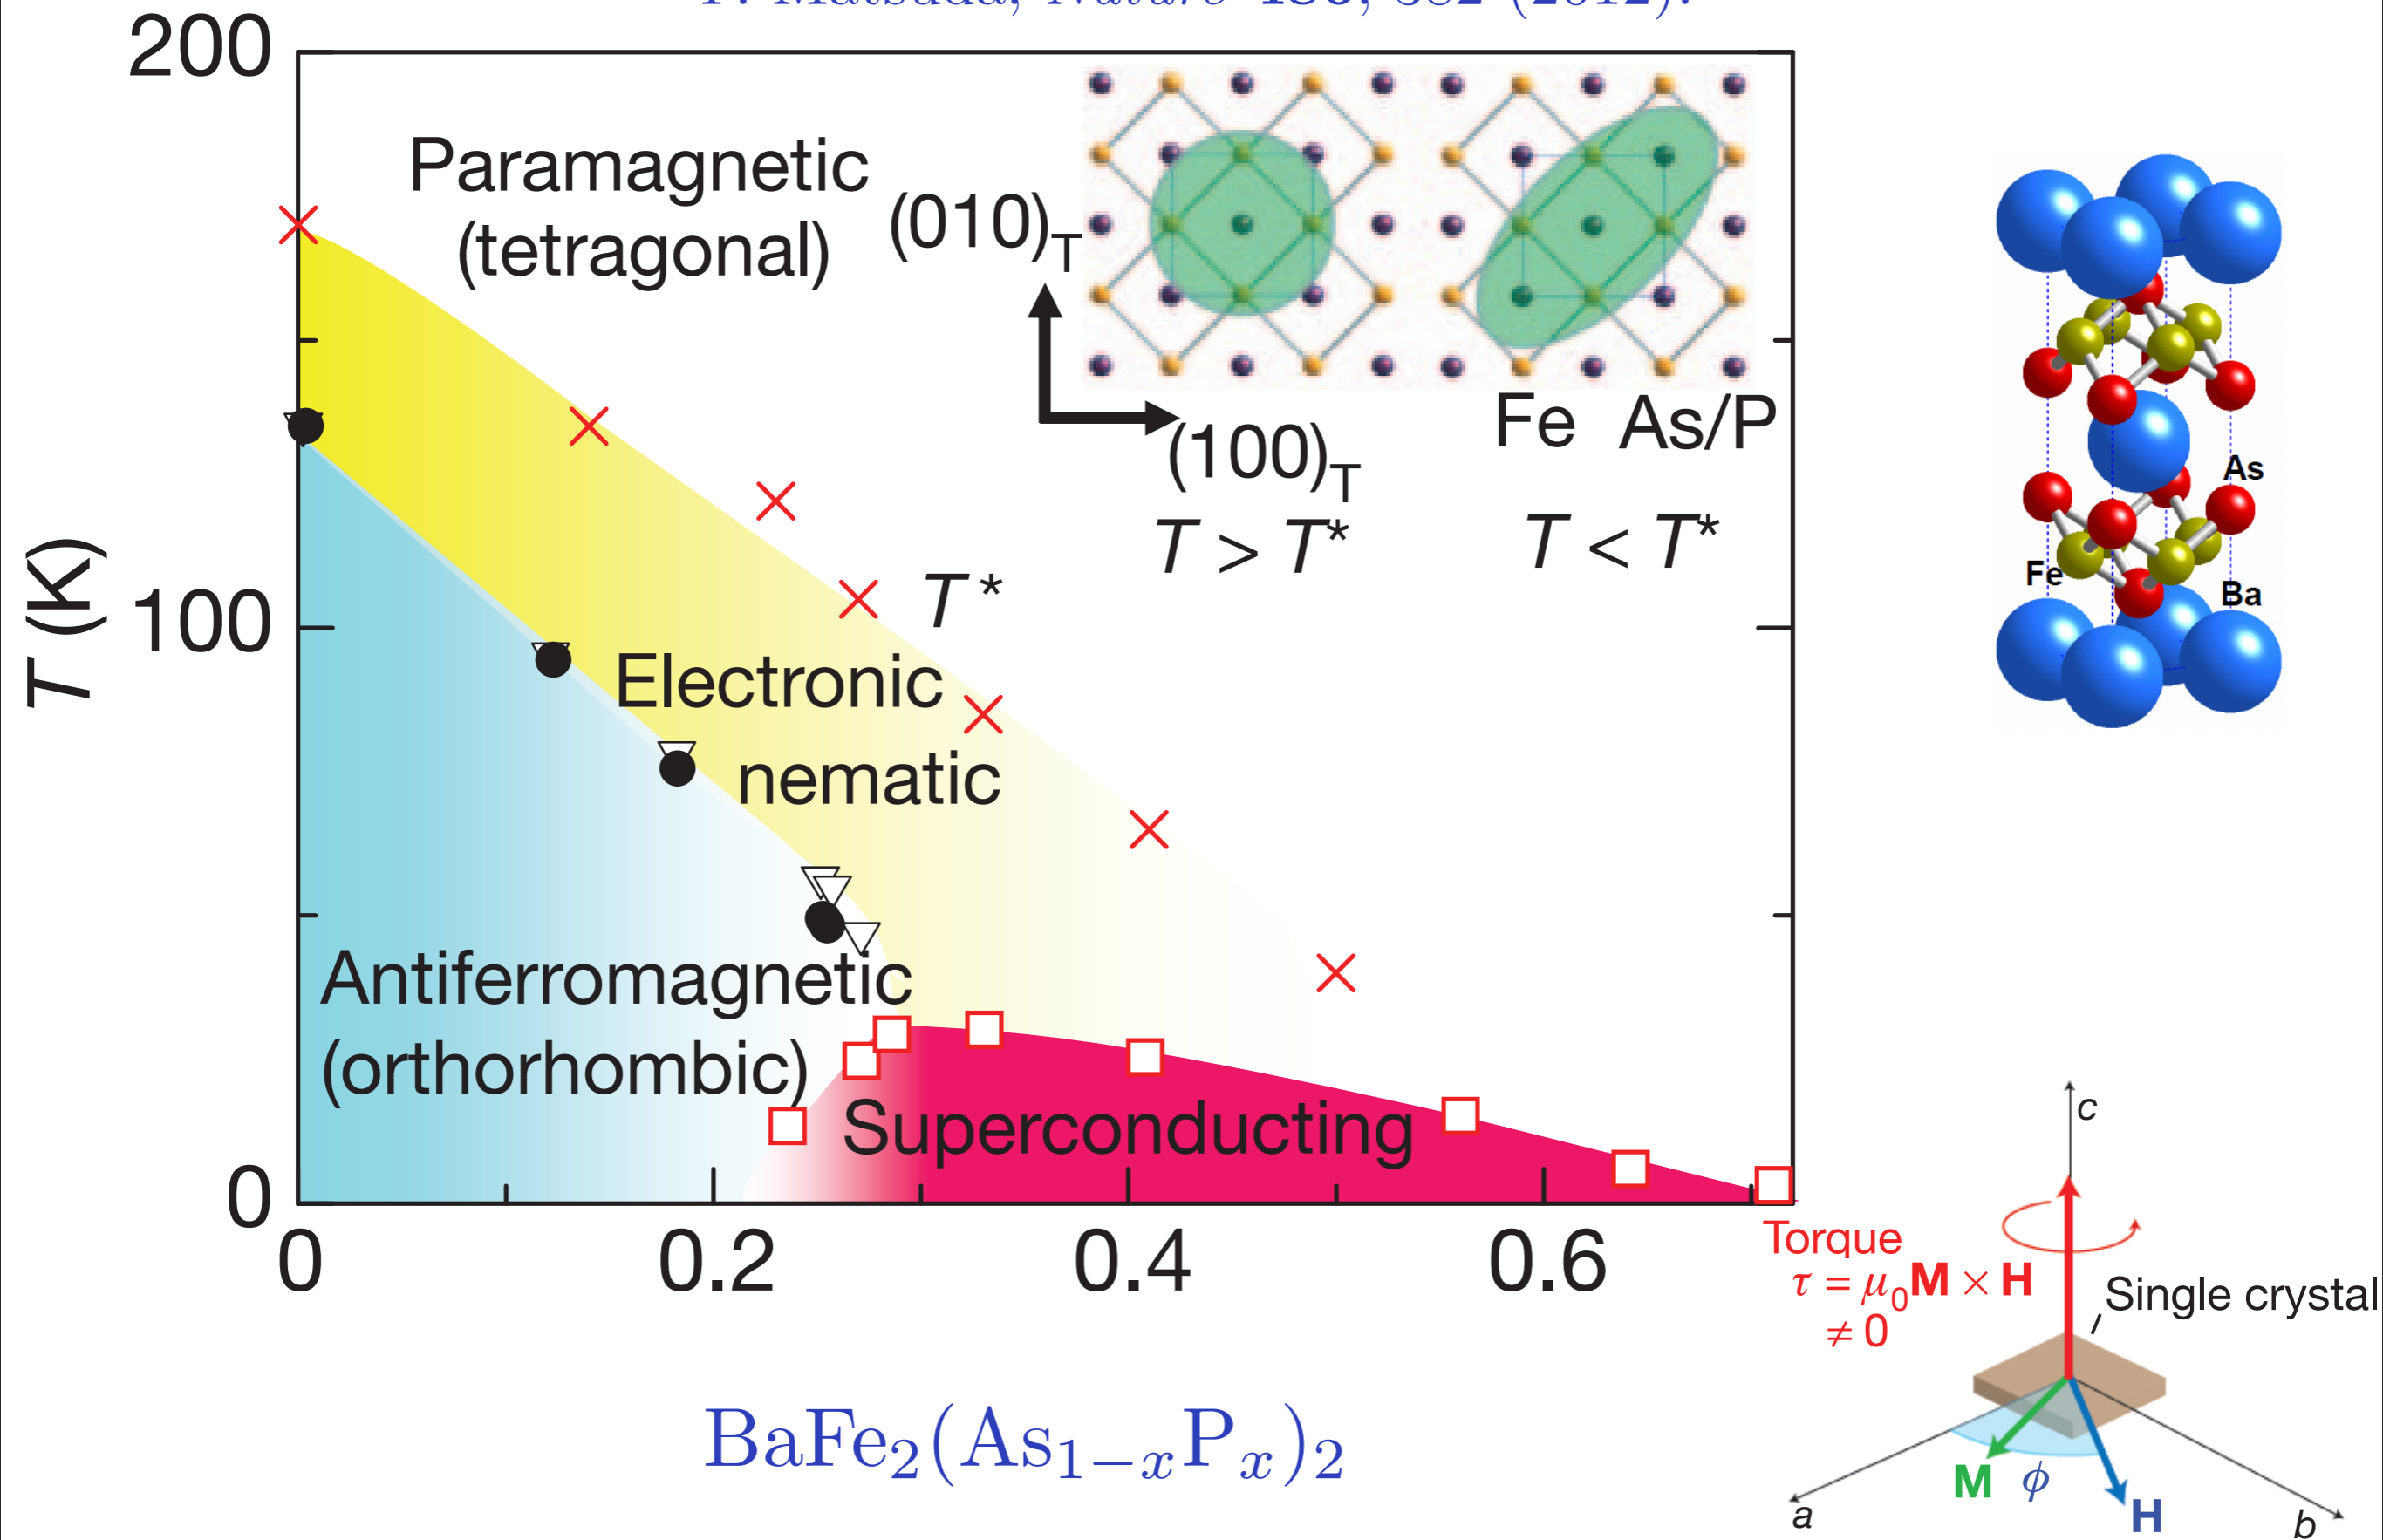 200
Paramagnetic
(tetragonal)
(010)T
(100)T
Fe As/P
T > T*
T < T*
T (K)
100
T*
Electronic
nematic
Antiferromagnetic
(orthorhombic)
Superconducting
0
0 0.2 0.4 0.6
BaFe2(As1−xPx)2
As
Fe
Ba
c
Torque
τ = μ0M × H
≠ 0
Single crystal
M ϕ
H
a
b